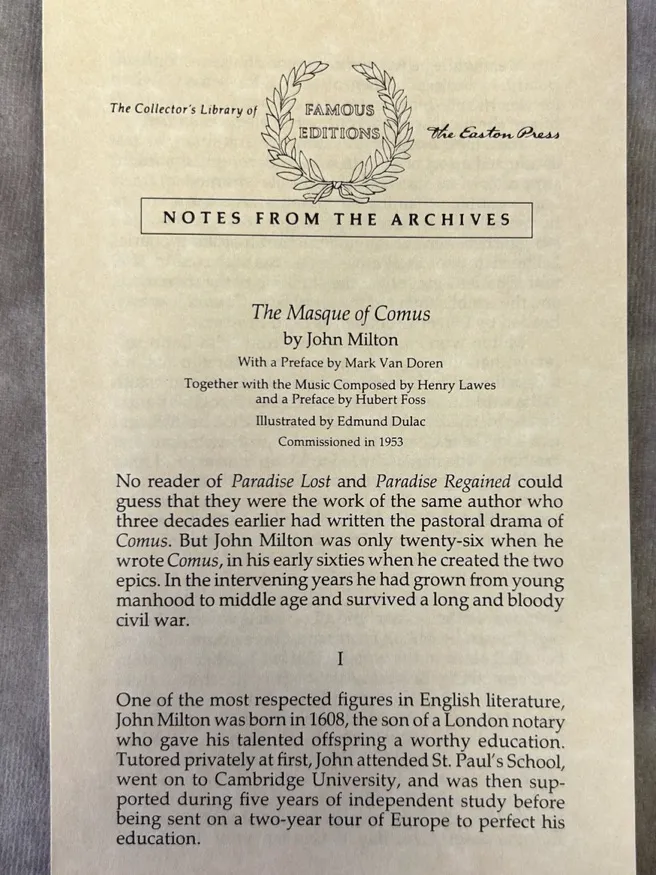 The Collector's Library of
FAMOUS
EDITIONS
The Easton Press
NOTES FROM THE ARCHIVES
The Masque of Comus
by John Milton
With a Preface by Mark Van Doren
Together with the Music Composed by Henry Lawes
and a Preface by Hubert Foss
Illustrated by Edmund Dulac
Commissioned in 1953
No reader of Paradise Lost and Paradise Regained could
guess that they were the work of the same author who
three decades earlier had written the pastoral drama of
Comus. But John Milton was only twenty-six when he
wrote Comus, in his early sixties when he created the two
epics. In the intervening years he had grown from young
manhood to middle age and survived a long and bloody
civil war.
I
One of the most respected figures in English literature,
John Milton was born in 1608, the son of a London notary
who gave his talented offspring a worthy education.
Tutored privately at first, John attended St. Paul's School,
went on to Cambridge University, and was then sup-
ported during five years of independent study before
being sent on a two-year tour of Europe to perfect his
education.